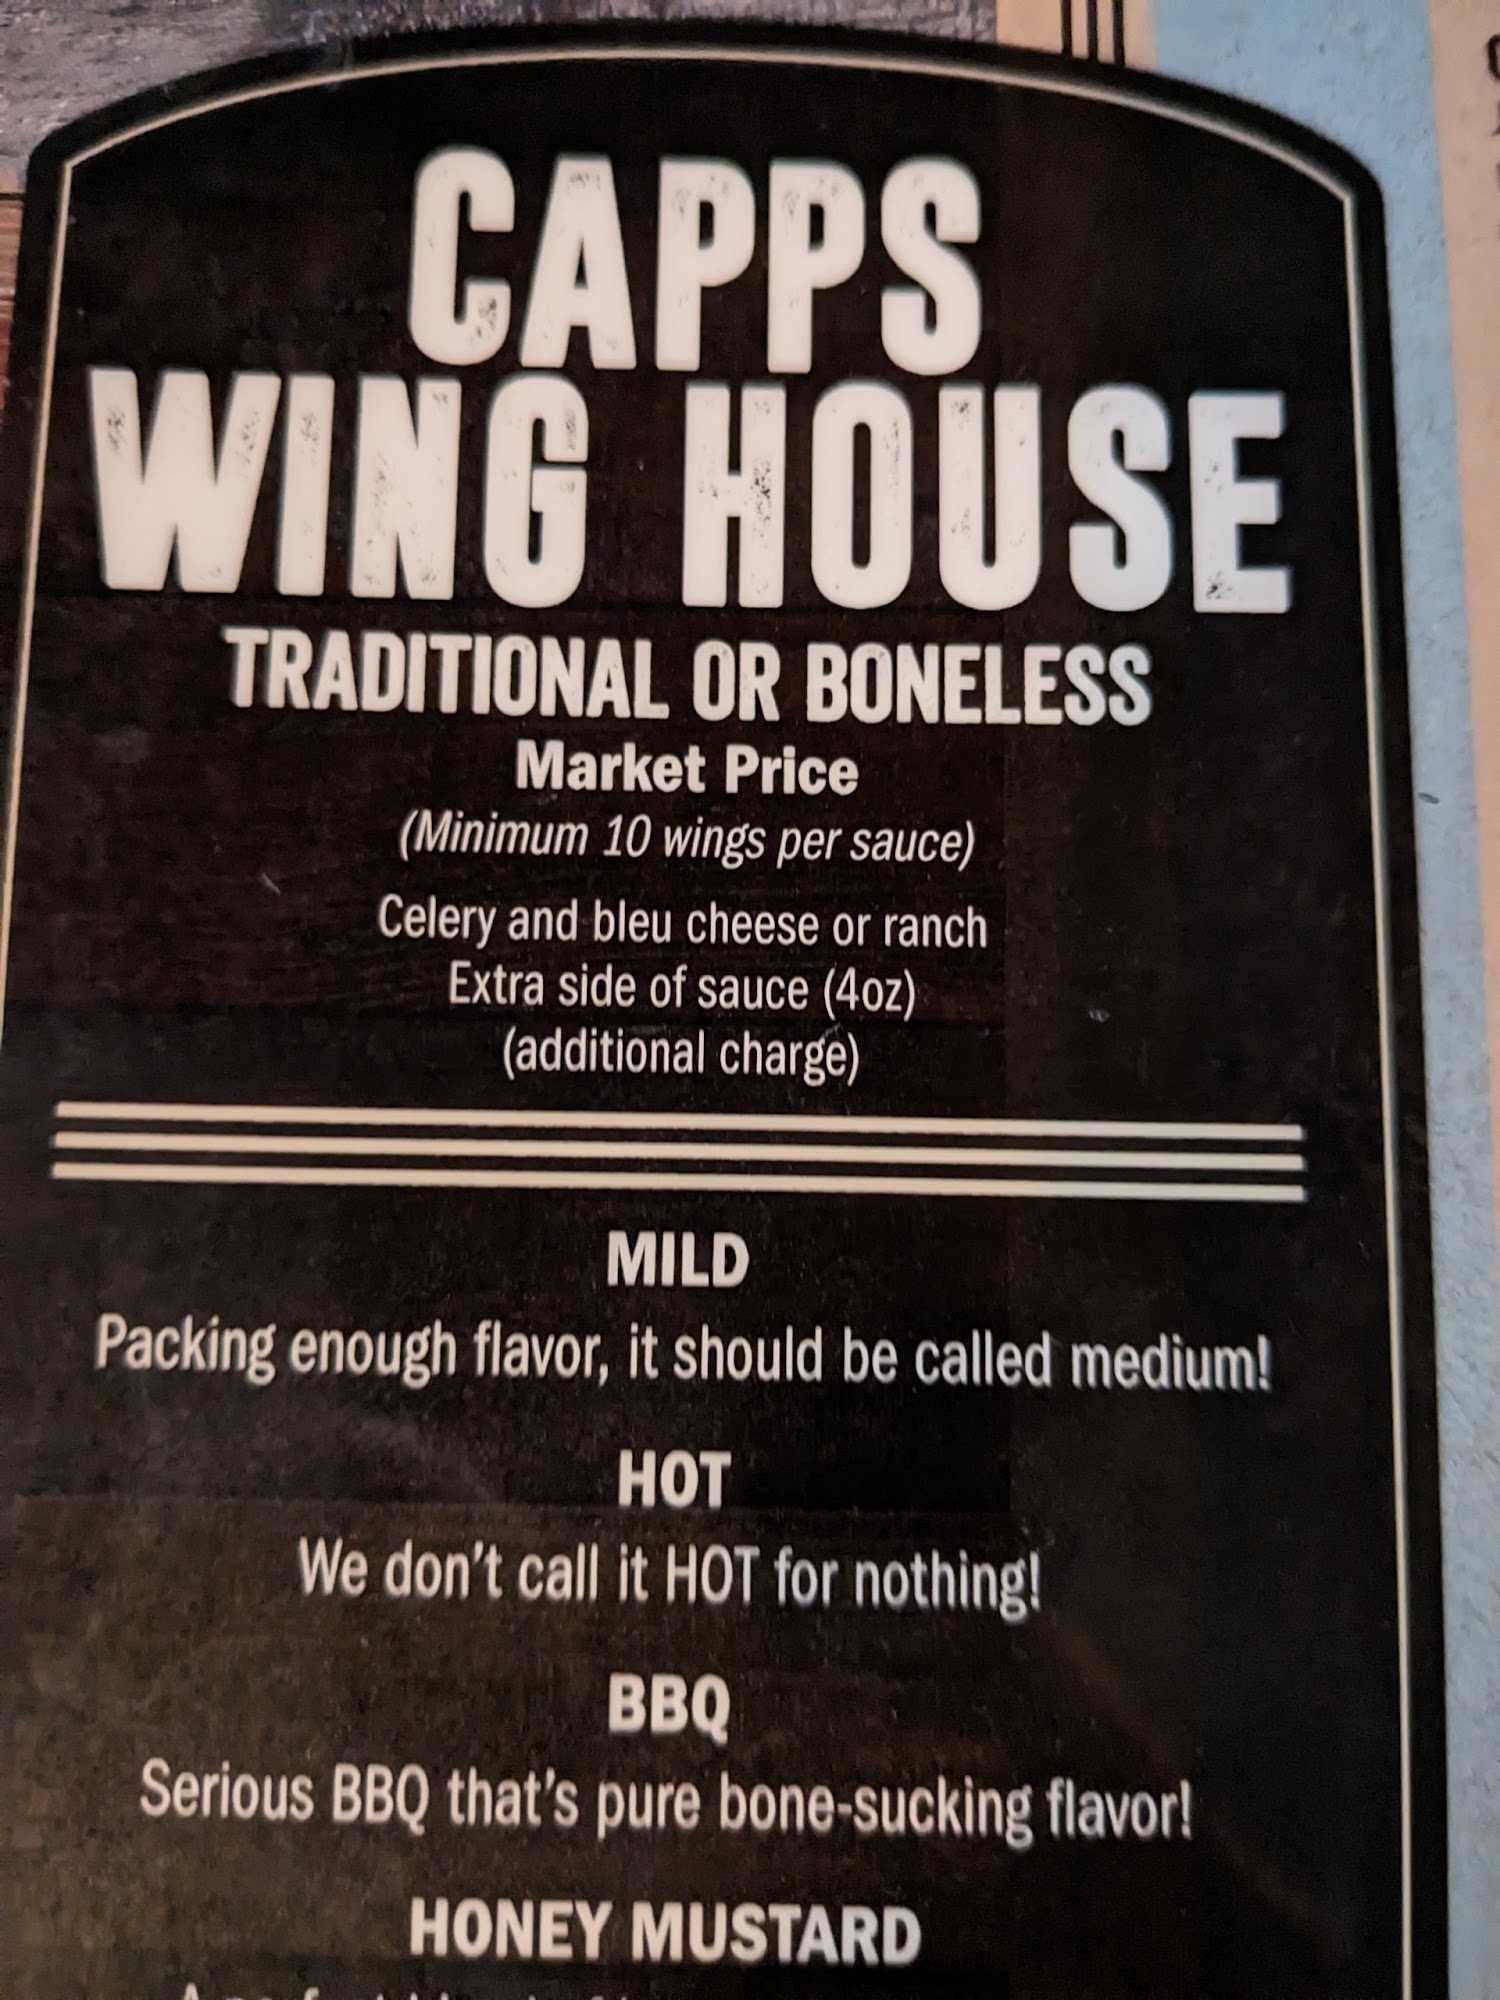 CAPPS
WING HOUSE
TRADITIONAL OR BONELESS
Market Price
(Minimum 10 wings per sauce)
Celery and bleu cheese or ranch
Extra side of sauce (4oz)
(additional charge)
MILD
Packing enough flavor, it should be called medium!
HOT
We don't call it HOT for nothing!
BBQ
Serious BBQ that's pure bone-sucking flavor!
HONEY MUSTARD